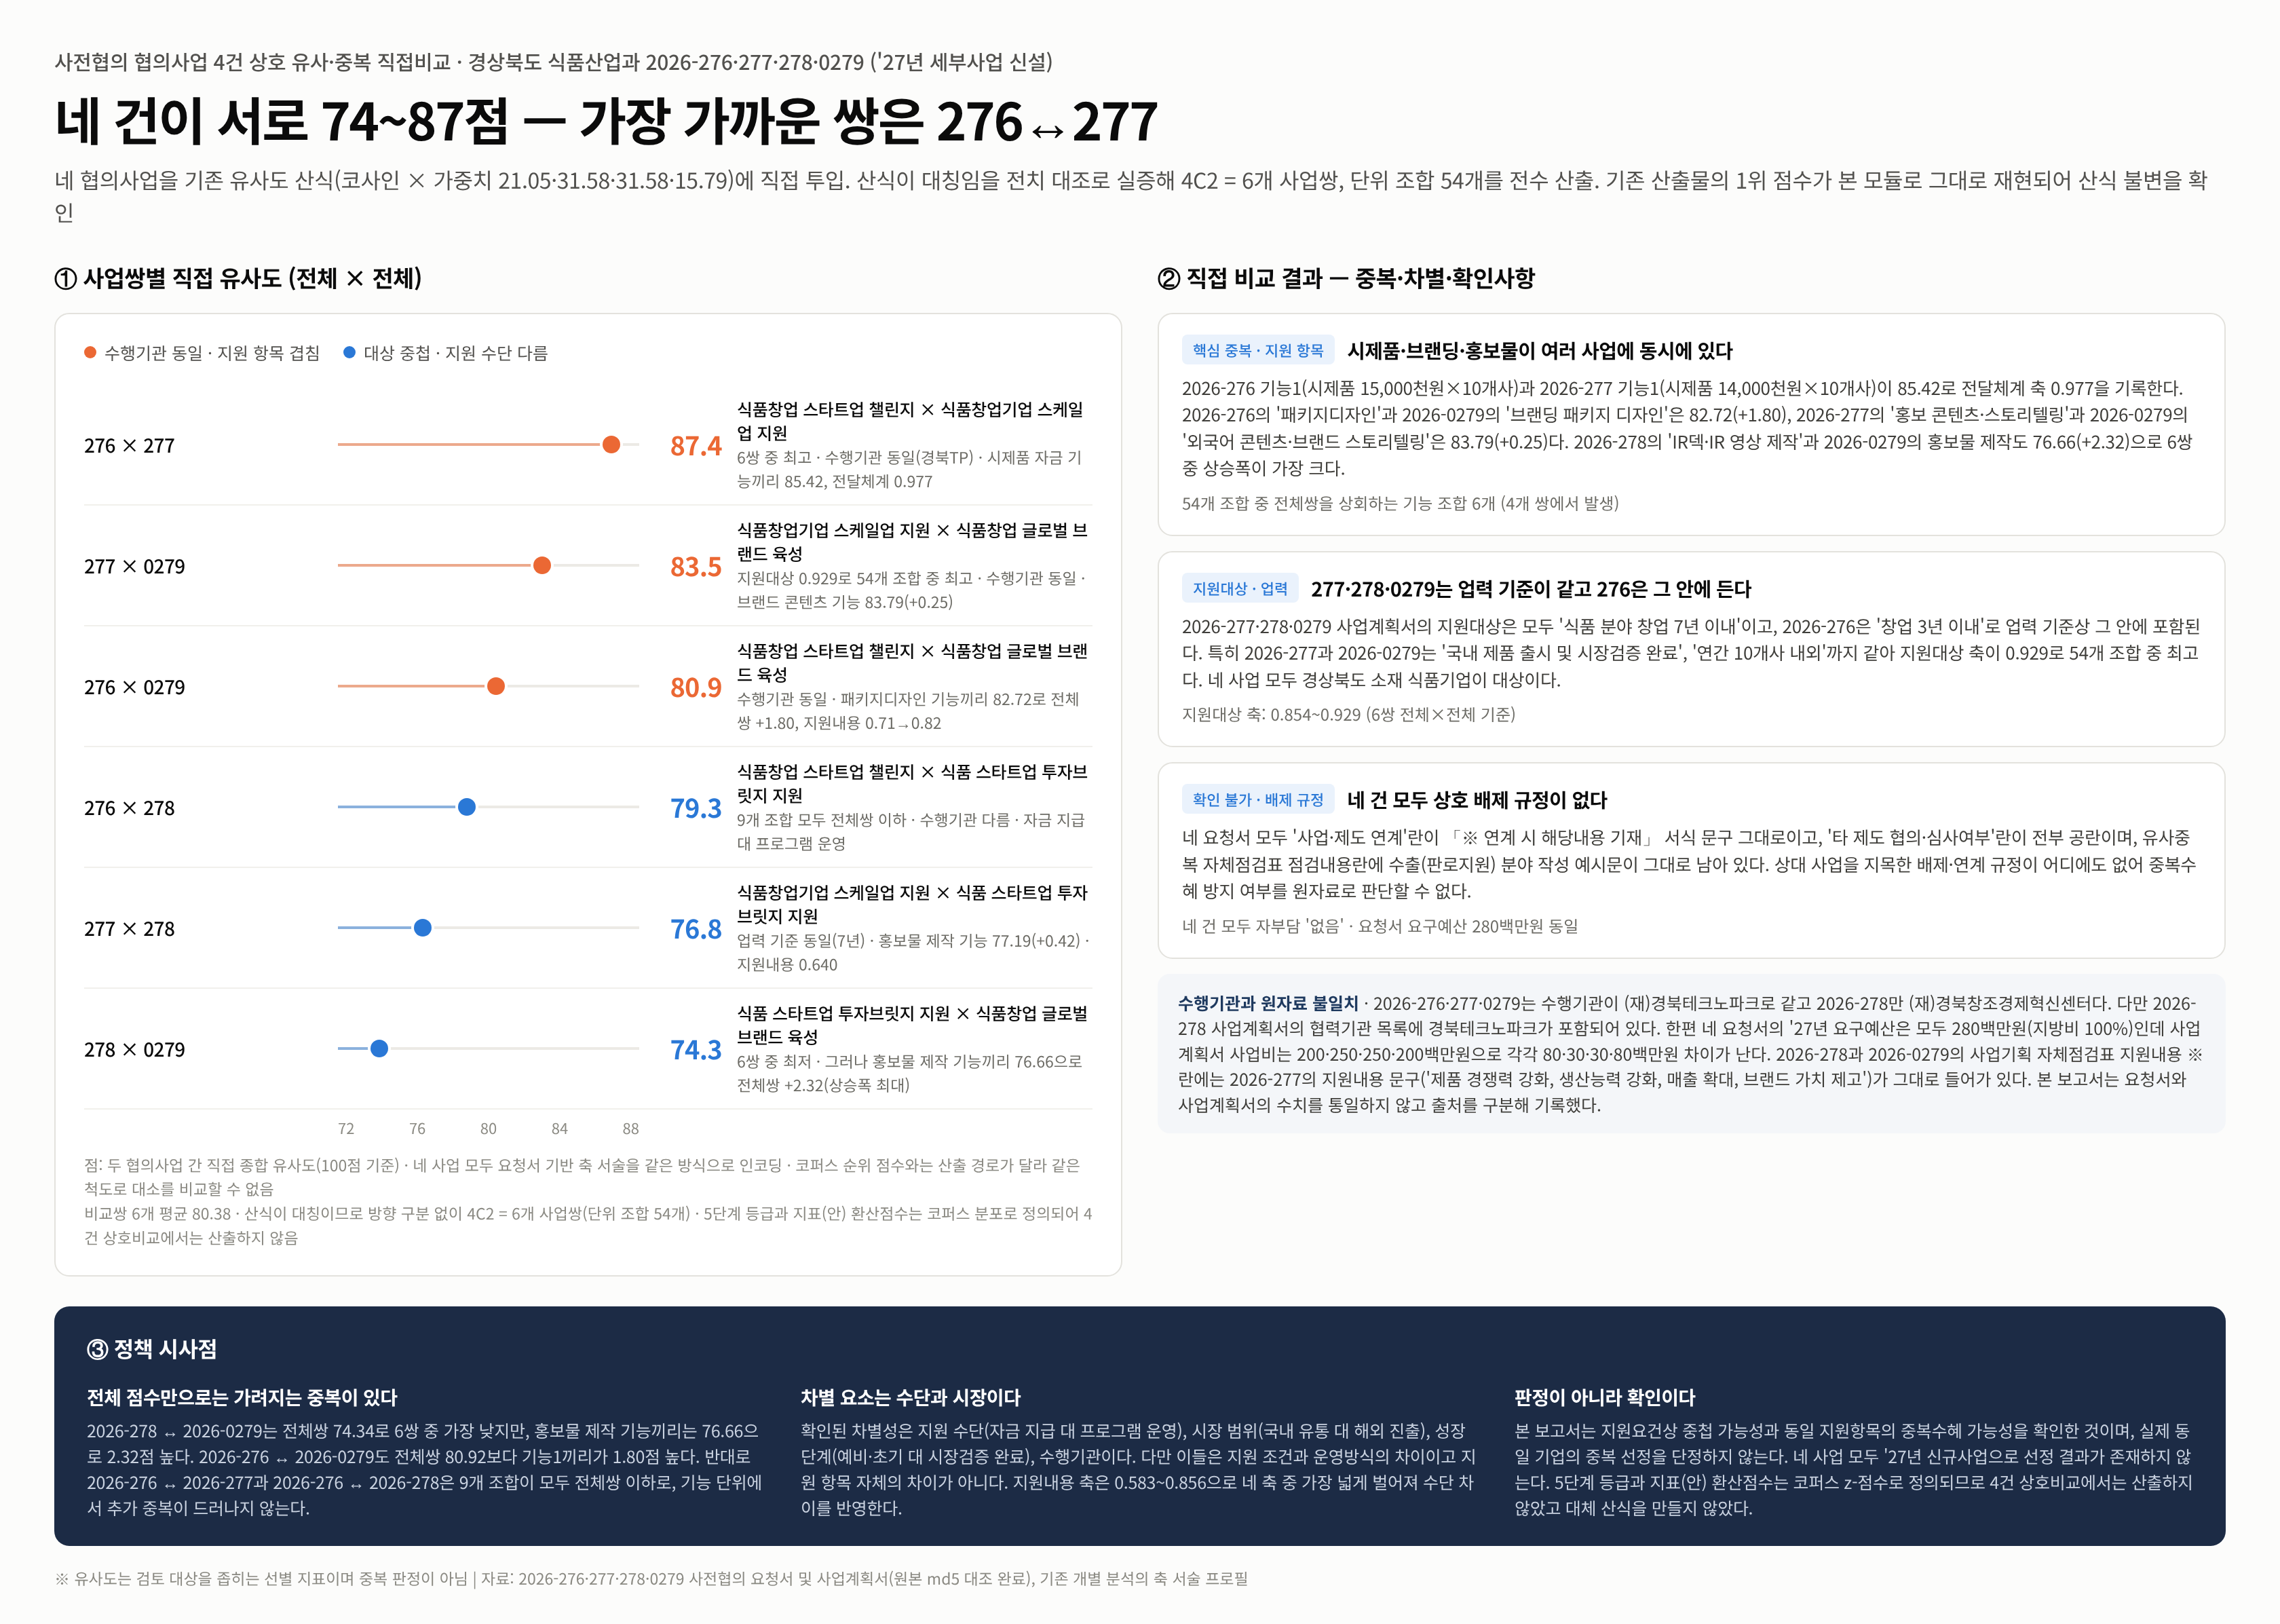 사전협의 협의사업 4건 상호 유사·중복 직접비교 · 경상북도 식품산업과 2026-276·277·278·0279 ('27년 세부사업 신설)
네 건이 서로 74~87점 — 가장 가까운 쌍은 276↔277
네 협의사업을 기존 유사도 산식(코사인 × 가중치 21.05·31.58·31.58·15.79)에 직접 투입. 산식이 대칭임을 전치 대조로 실증해 4C2 = 6개 사업쌍, 단위 조합 54개를 전수 산출. 기존 산출물의 1위 점수가 본 모듈로 그대로 재현되어 산식 불변을 확
인
① 사업쌍별 직접 유사도 (전체 × 전체)
수행기관 동일 · 지원 항목 겹침
대상 중첩 · 지원 수단 다름
276 × 277
87.4
식품창업 스타트업 챌린지 × 식품창업기업 스케일
업 지원
6쌍 중 최고 · 수행기관 동일(경북TP) · 시제품 자금 기
능끼리 85.42, 전달체계 0.977
277 × 0279
83.5
식품창업기업 스케일업 지원 × 식품창업 글로벌 브
랜드 육성
지원대상 0.929로 54개 조합 중 최고 · 수행기관 동일 ·
브랜드 콘텐츠 기능 83.79(+0.25)
276 × 0279
80.9
식품창업 스타트업 챌린지 × 식품창업 글로벌 브랜
드 육성
수행기관 동일 · 패키지디자인 기능끼리 82.72로 전체
쌍 +1.80, 지원내용 0.71→0.82
276 × 278
79.3
식품창업 스타트업 챌린지 × 식품 스타트업 투자브
릿지 지원
9개 조합 모두 전체쌍 이하 · 수행기관 다름 · 자금 지급
대 프로그램 운영
277 × 278
76.8
식품창업기업 스케일업 지원 × 식품 스타트업 투자
브릿지 지원
업력 기준 동일(7년) · 홍보물 제작 기능 77.19(+0.42) ·
지원내용 0.640
278 × 0279
74.3
식품 스타트업 투자브릿지 지원 × 식품창업 글로벌
브랜드 육성
6쌍 중 최저 · 그러나 홍보물 제작 기능끼리 76.66으로
전체쌍 +2.32(상승폭 최대)
72 76 80 84 88
점: 두 협의사업 간 직접 종합 유사도(100점 기준) · 네 사업 모두 요청서 기반 축 서술을 같은 방식으로 인코딩 · 코퍼스 순위 점수와는 산출 경로가 달라 같은
척도로 대소를 비교할 수 없음
비교쌍 6개 평균 80.38 · 산식이 대칭이므로 방향 구분 없이 4C2 = 6개 사업쌍(단위 조합 54개) · 5단계 등급과 지표(안) 환산점수는 코퍼스 분포로 정의되어 4
건 상호비교에서는 산출하지 않음
② 직접 비교 결과 — 중복·차별·확인사항
핵심 중복 · 지원 항목 시제품·브랜딩·홍보물이 여러 사업에 동시에 있다
2026-276 기능1(시제품 15,000천원×10개사)과 2026-277 기능1(시제품 14,000천원×10개사)이 85.42로 전달체계 축 0.977을 기록한다.
2026-276의 '패키지디자인'과 2026-0279의 '브랜딩 패키지 디자인'은 82.72(+1.80), 2026-277의 '홍보 콘텐츠·스토리텔링'과 2026-0279의
'외국어 콘텐츠·브랜드 스토리텔링'은 83.79(+0.25)다. 2026-278의 'IR덱·IR 영상 제작'과 2026-0279의 홍보물 제작도 76.66(+2.32)으로 6쌍
중 상승폭이 가장 크다.
54개 조합 중 전체쌍을 상회하는 기능 조합 6개 (4개 쌍에서 발생)
지원대상 · 업력 277·278·0279는 업력 기준이 같고 276은 그 안에 든다
2026-277·278·0279 사업계획서의 지원대상은 모두 '식품 분야 창업 7년 이내'이고, 2026-276은 '창업 3년 이내'로 업력 기준상 그 안에 포함된
다. 특히 2026-277과 2026-0279는 '국내 제품 출시 및 시장검증 완료', '연간 10개사 내외'까지 같아 지원대상 축이 0.929로 54개 조합 중 최고
다. 네 사업 모두 경상북도 소재 식품기업이 대상이다.
지원대상 축: 0.854~0.929 (6쌍 전체×전체 기준)
확인 불가 · 배제 규정 네 건 모두 상호 배제 규정이 없다
네 요청서 모두 '사업·제도 연계'란이 「※ 연계 시 해당내용 기재」 서식 문구 그대로이고, '타 제도 협의·심사여부'란이 전부 공란이며, 유사중
복 자체점검표 점검내용란에 수출(판로지원) 분야 작성 예시문이 그대로 남아 있다. 상대 사업을 지목한 배제·연계 규정이 어디에도 없어 중복수
혜 방지 여부를 원자료로 판단할 수 없다.
네 건 모두 자부담 '없음' · 요청서 요구예산 280백만원 동일
수행기관과 원자료 불일치 · 2026-276·277·0279는 수행기관이 (재)경북테크노파크로 같고 2026-278만 (재)경북창조경제혁신센터다. 다만 2026-
278 사업계획서의 협력기관 목록에 경북테크노파크가 포함되어 있다. 한편 네 요청서의 '27년 요구예산은 모두 280백만원(지방비 100%)인데 사업
계획서 사업비는 200·250·250·200백만원으로 각각 80·30·30·80백만원 차이가 난다. 2026-278과 2026-0279의 사업기획 자체점검표 지원내용 ※
란에는 2026-277의 지원내용 문구('제품 경쟁력 강화, 생산능력 강화, 매출 확대, 브랜드 가치 제고')가 그대로 들어가 있다. 본 보고서는 요청서와
사업계획서의 수치를 통일하지 않고 출처를 구분해 기록했다.
③ 정책 시사점
전체 점수만으로는 가려지는 중복이 있다
2026-278 ↔ 2026-0279는 전체쌍 74.34로 6쌍 중 가장 낮지만, 홍보물 제작 기능끼리는 76.66으
로 2.32점 높다. 2026-276 ↔ 2026-0279도 전체쌍 80.92보다 기능1끼리가 1.80점 높다. 반대로
2026-276 ↔ 2026-277과 2026-276 ↔ 2026-278은 9개 조합이 모두 전체쌍 이하로, 기능 단위에
서 추가 중복이 드러나지 않는다.
차별 요소는 수단과 시장이다
확인된 차별성은 지원 수단(자금 지급 대 프로그램 운영), 시장 범위(국내 유통 대 해외 진출), 성장
단계(예비·초기 대 시장검증 완료), 수행기관이다. 다만 이들은 지원 조건과 운영방식의 차이이고 지
원 항목 자체의 차이가 아니다. 지원내용 축은 0.583~0.856으로 네 축 중 가장 넓게 벌어져 수단 차
이를 반영한다.
판정이 아니라 확인이다
본 보고서는 지원요건상 중첩 가능성과 동일 지원항목의 중복수혜 가능성을 확인한 것이며, 실제 동
일 기업의 중복 선정을 단정하지 않는다. 네 사업 모두 '27년 신규사업으로 선정 결과가 존재하지 않
는다. 5단계 등급과 지표(안) 환산점수는 코퍼스 z-점수로 정의되므로 4건 상호비교에서는 산출하지
않았고 대체 산식을 만들지 않았다.
※ 유사도는 검토 대상을 좁히는 선별 지표이며 중복 판정이 아님 | 자료: 2026-276·277·278·0279 사전협의 요청서 및 사업계획서(원본 md5 대조 완료), 기존 개별 분석의 축 서술 프로필